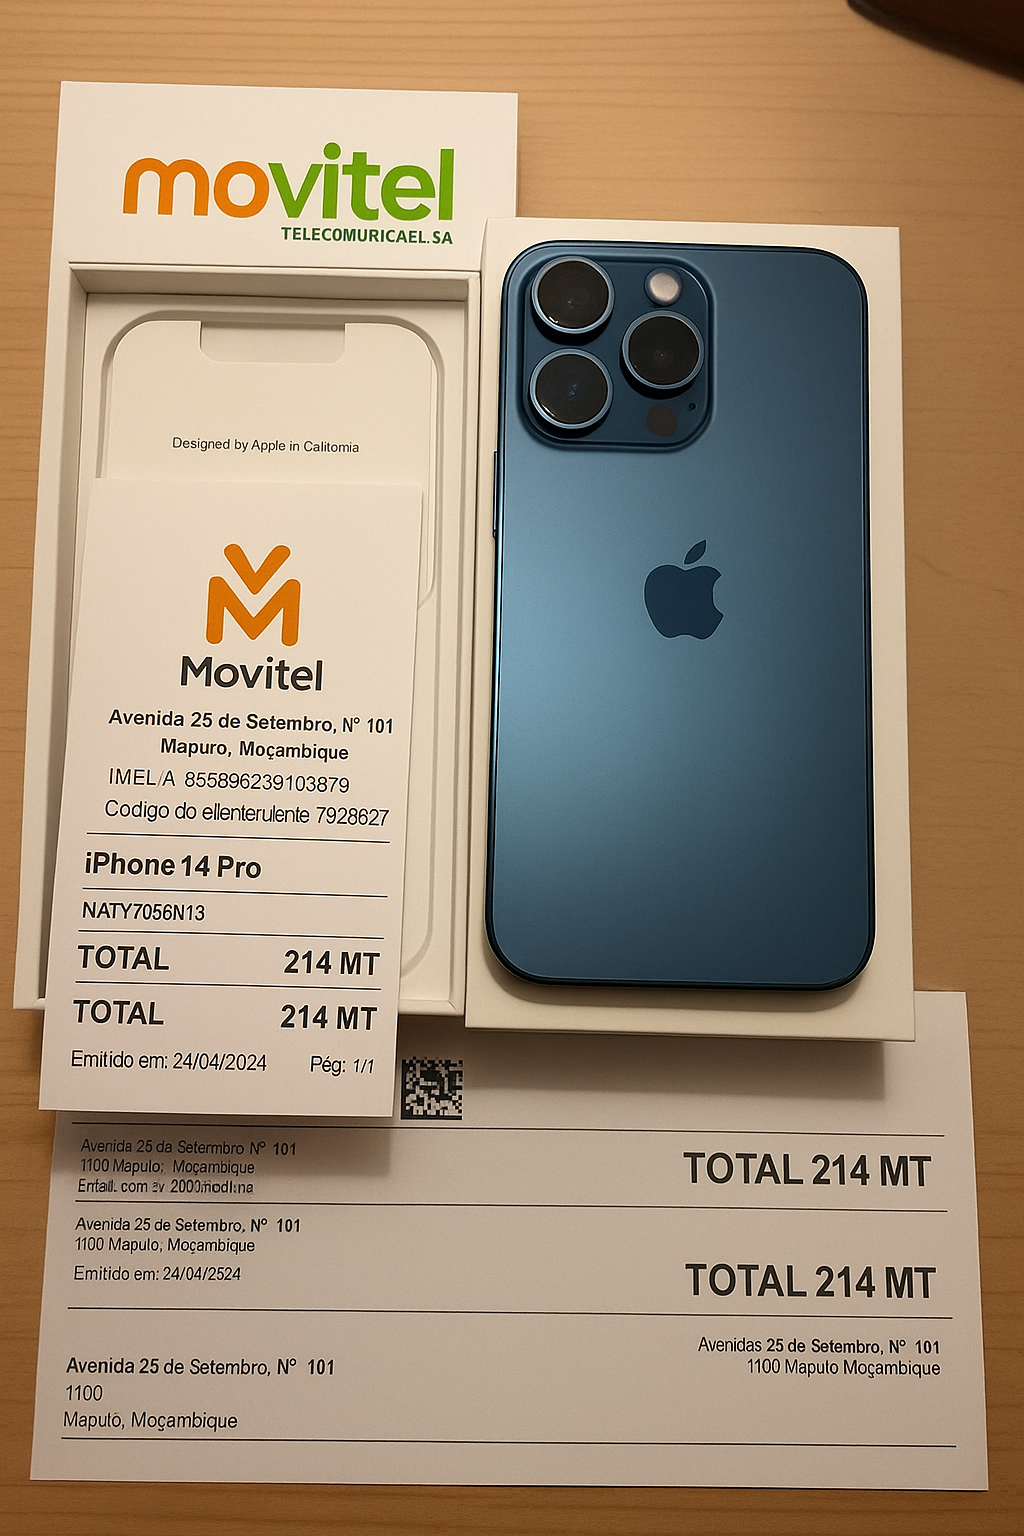 movitel
TELECOMURICAEL.SA
Designed by Apple in Calitomia
Movitel
Avenida 25 de Setembro, N° 101
Mapuro, Moçambique
IMEL/A 855896239103879
Codigo do ellenterulente 7928627
iPhone 14 Pro
NATY7056N13
TOTAL 214 MT
TOTAL 214 MT
Emitido em: 24/04/2024 Pég: 1/1
Avenida 25 da Setermbro N° 101
1100 Mapulo; Moçambique
TOTAL 214 MT
Avenida 25 de Setembro, N° 101
1100 Mapulo, Moçambique
Emitido em: 24/04/2524
TOTAL 214 MT
Avenidas 25 de Setembro, N° 101
1100 Maputo Moçambique
Avenida 25 de Setembro, N° 101
1100
Maputô, Moçambique